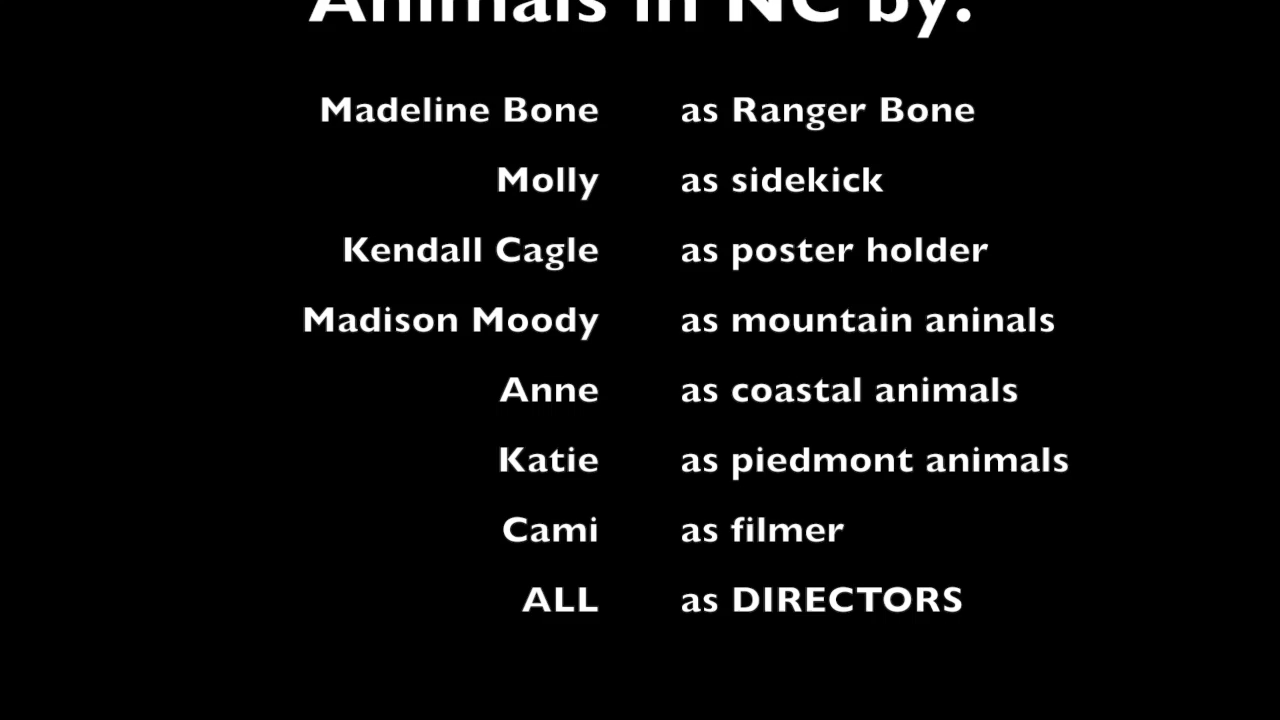 Animals in NC by:
Madeline Bone as Ranger Bone
Molly as sidekick
Kendall Cagle as poster holder
Madison Moody as mountain aninals
Anne as coastal animals
Katie as piedmont animals
Cami as filmer
ALL as DIRECTORS